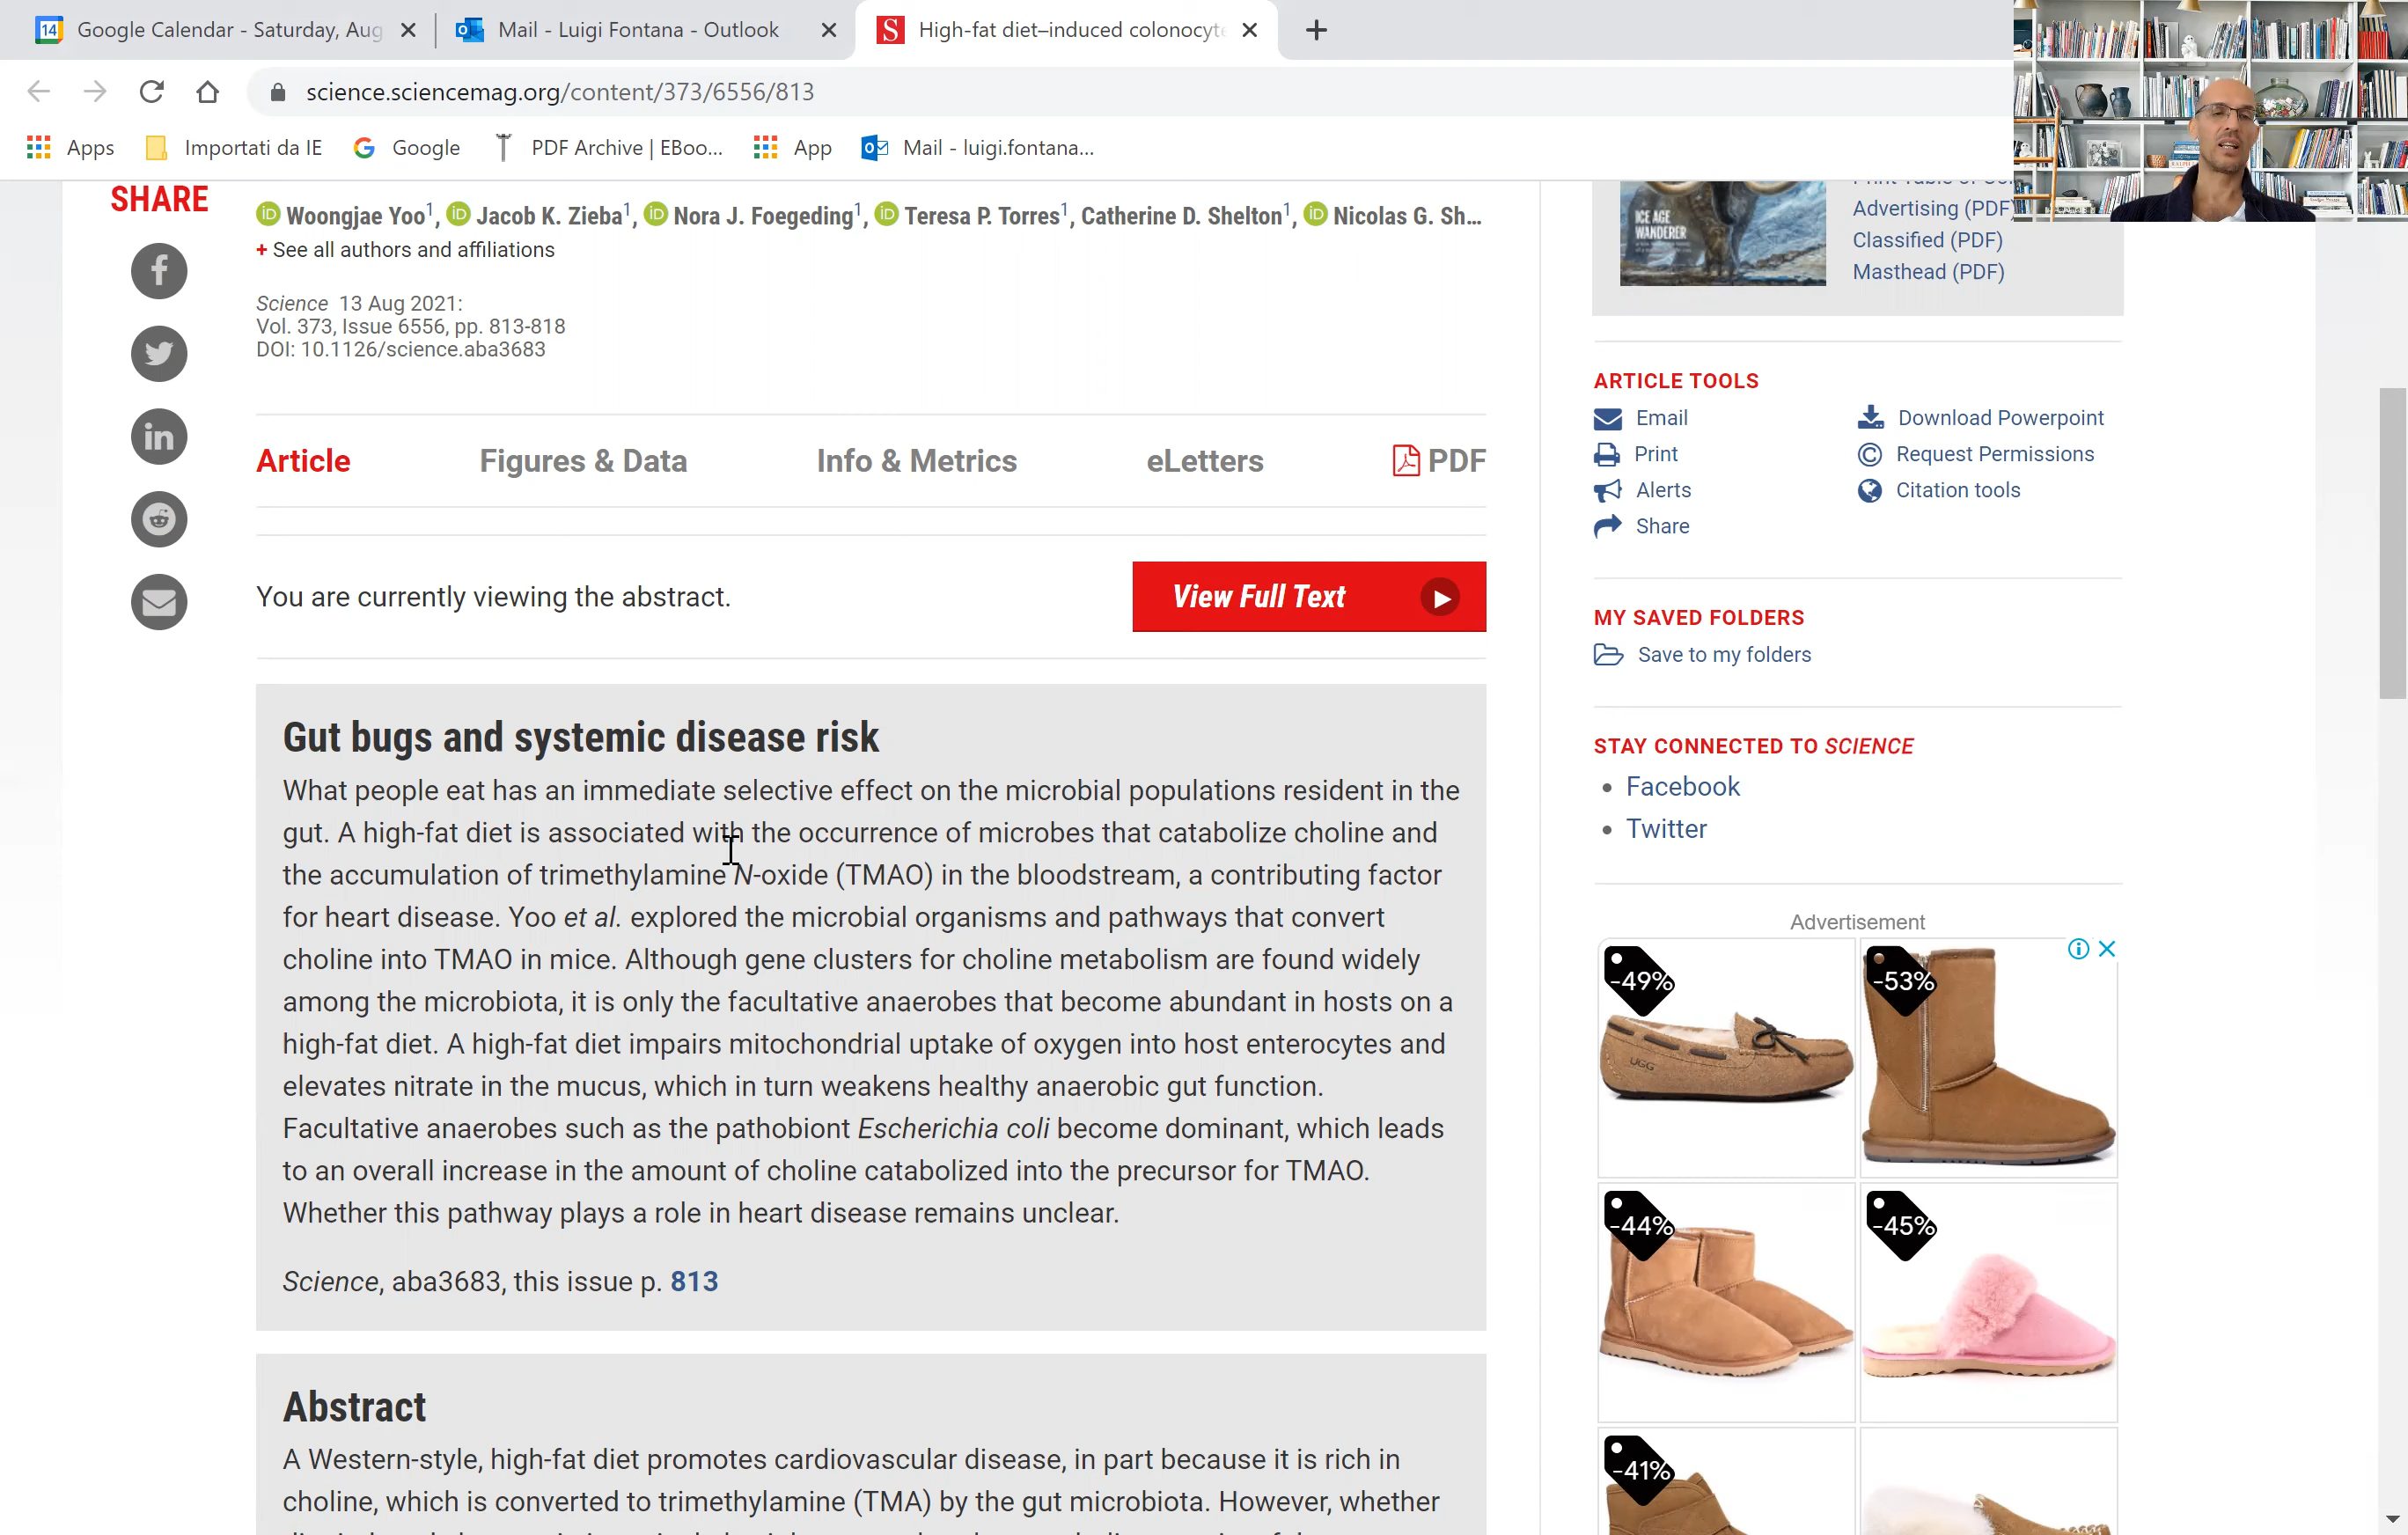 Google Calendar - Saturday, Aug
Mail - Luigi Fontana - Outlook
High-fat diet–induced colonocyte
science.sciencemag.org/content/373/6556/813
Apps
Importati da IE
Google
PDF Archive | EBoo...
App
Mail - luigi.fontana...
SHARE
Woongjae Yoo1, Jacob K. Zieba1, Nora J. Foegeding1, Teresa P. Torres1, Catherine D. Shelton1, Nicolas G. Sh...
+ See all authors and affiliations
Science 13 Aug 2021:
Vol. 373, Issue 6556, pp. 813-818
DOI: 10.1126/science.aba3683
Article
Figures & Data
Info & Metrics
eLetters
PDF
You are currently viewing the abstract.
View Full Text
Gut bugs and systemic disease risk
What people eat has an immediate selective effect on the microbial populations resident in the
gut. A high-fat diet is associated with the occurrence of microbes that catabolize choline and
the accumulation of trimethylamine N-oxide (TMAO) in the bloodstream, a contributing factor
for heart disease. Yoo et al. explored the microbial organisms and pathways that convert
choline into TMAO in mice. Although gene clusters for choline metabolism are found widely
among the microbiota, it is only the facultative anaerobes that become abundant in hosts on a
high-fat diet. A high-fat diet impairs mitochondrial uptake of oxygen into host enterocytes and
elevates nitrate in the mucus, which in turn weakens healthy anaerobic gut function.
Facultative anaerobes such as the pathobiont Escherichia coli become dominant, which leads
to an overall increase in the amount of choline catabolized into the precursor for TMAO.
Whether this pathway plays a role in heart disease remains unclear.
Science, aba3683, this issue p. 813
Abstract
A Western-style, high-fat diet promotes cardiovascular disease, in part because it is rich in
choline, which is converted to trimethylamine (TMA) by the gut microbiota. However, whether
ICE AGE
WANDERER
Advertising (PDF)
Classified (PDF)
Masthead (PDF)
ARTICLE TOOLS
Email
Download Powerpoint
Print
Request Permissions
Alerts
Citation tools
Share
MY SAVED FOLDERS
Save to my folders
STAY CONNECTED TO SCIENCE
Facebook
Twitter
Advertisement
-49%
-53%
UGG
-44%
-45%
-41%